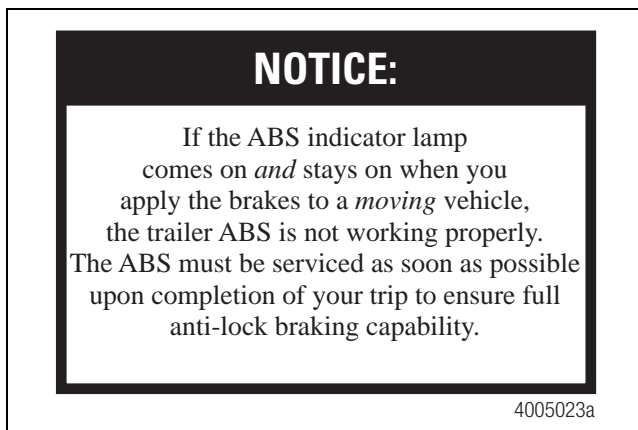 NOTICE:
If the ABS indicator lamp
comes on and stays on when you
apply the brakes to a moving vehicle,
the trailer ABS is not working properly.
The ABS must be serviced as soon as possible
upon completion of your trip to ensure full
anti-lock braking capability.
4005023a